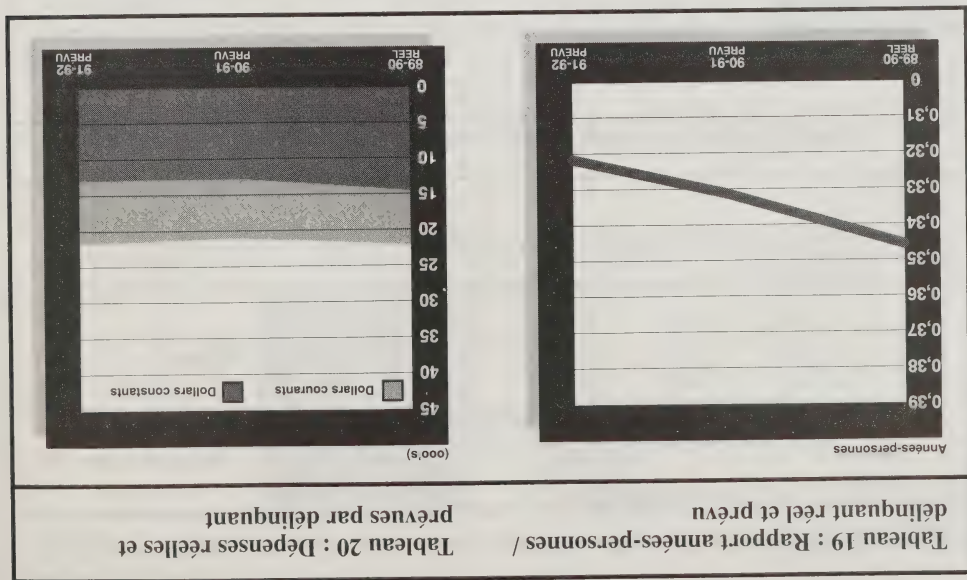 Tableau 19 : Rapport années-personnes /
délinquant réel et prévu
Années-personnes
0,39
0,38
0,37
0,36
0,35
0,34
0,33
0,32
0,31
0
89-90 90-91 91-92
RÉEL PRÉVU PRÉVU
Tableau 20 : Dépenses réelles et
prévues par délinquant
(000's)
45
Dollars courants Dollars constants
40
35
30
25
20
15
10
5
0
89-90 90-91 91-92
RÉEL PRÉVU PRÉVU